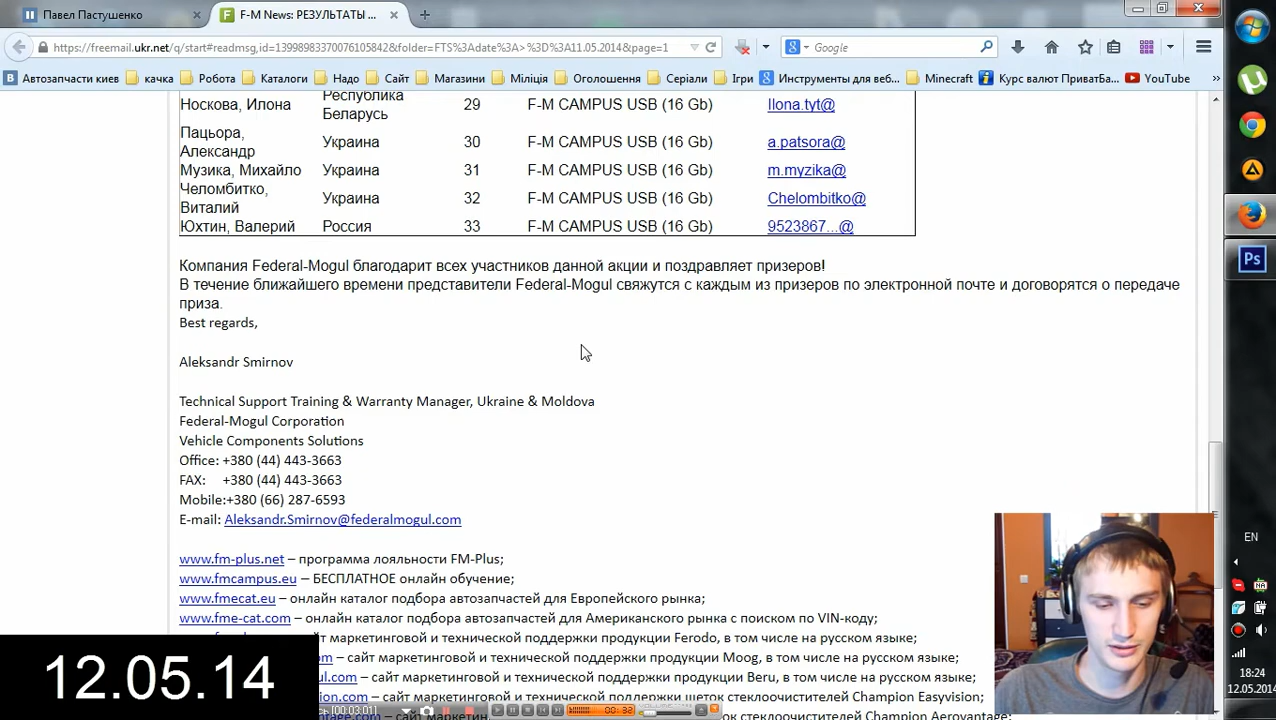 Павел Пастушенко
F-M News: РЕЗУЛЬТАТЫ ...
https://freemail.ukr.net/q/start#readmsg,id=13998983370076105842&folder=FTS%3Adate%3A>%3D%3A11.05.2014&page=1
Google
Автозапчасти киев
качка
Робота
Каталоги
Надо
Сайт
Магазини
Міліція
Оголошення
Серіали
Ігри
Инструменты для веб...
Minecraft
Курс валют ПриватБа...
YouTube
Носкова, Илона Республика Беларусь 29 F-M CAMPUS USB (16 Gb) Ilona.tyt@
Пацьора, Александр Украина 30 F-M CAMPUS USB (16 Gb) a.patsora@
Музика, Михайло Украина 31 F-M CAMPUS USB (16 Gb) m.myzika@
Челомбитко, Виталий Украина 32 F-M CAMPUS USB (16 Gb) Chelombitko@
Юхтин, Валерий Россия 33 F-M CAMPUS USB (16 Gb) 9523867...@
Компания Federal-Mogul благодарит всех участников данной акции и поздравляет призеров!
В течение ближайшего времени представители Federal-Mogul свяжутся с каждым из призеров по электронной почте и договорятся о передаче
приза.
Best regards,
Aleksandr Smirnov
Technical Support Training & Warranty Manager, Ukraine & Moldova
Federal-Mogul Corporation
Vehicle Components Solutions
Office: +380 (44) 443-3663
FAX: +380 (44) 443-3663
Mobile:+380 (66) 287-6593
E-mail: Aleksandr.Smirnov@federalmogul.com
www.fm-plus.net – программа лояльности FM-Plus;
www.fmcampus.eu – БЕСПЛАТНОЕ онлайн обучение;
www.fmecat.eu – онлайн каталог подбора автозапчастей для Европейского рынка;
www.fme-cat.com – онлайн каталог подбора автозапчастей для Американского рынка с поиском по VIN-коду;
маркетинговой и технической поддержки продукции Ferodo, в том числе на русском языке;
– сайт маркетинговой и технической поддержки продукции Moog, в том числе на русском языке;
.com – сайт маркетинговой и технической поддержки продукции Beru, в том числе на русском языке;
.com – сайт маркетинговой и технической поддержки щеток стеклоочистителей Champion Easyvision;
щеток стеклоочистителей Champion Aerovantage;
12.05.14
[00:03:01]
00:32
Ps
EN
18:24
12.05.2014